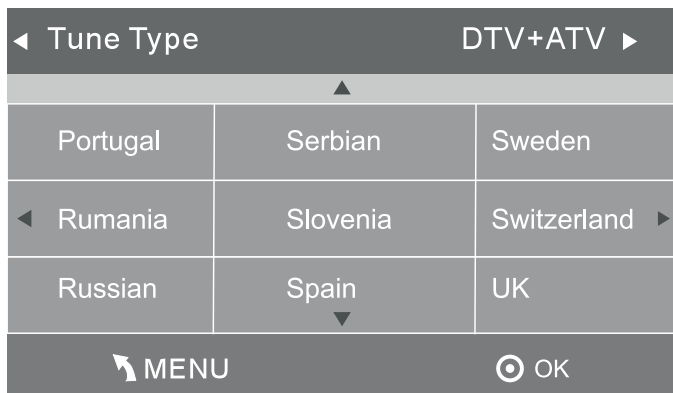 Tune Type DTV+ATV
Portugal Serbian Sweden
Rumania Slovenia Switzerland
Russian Spain UK
MENU OK